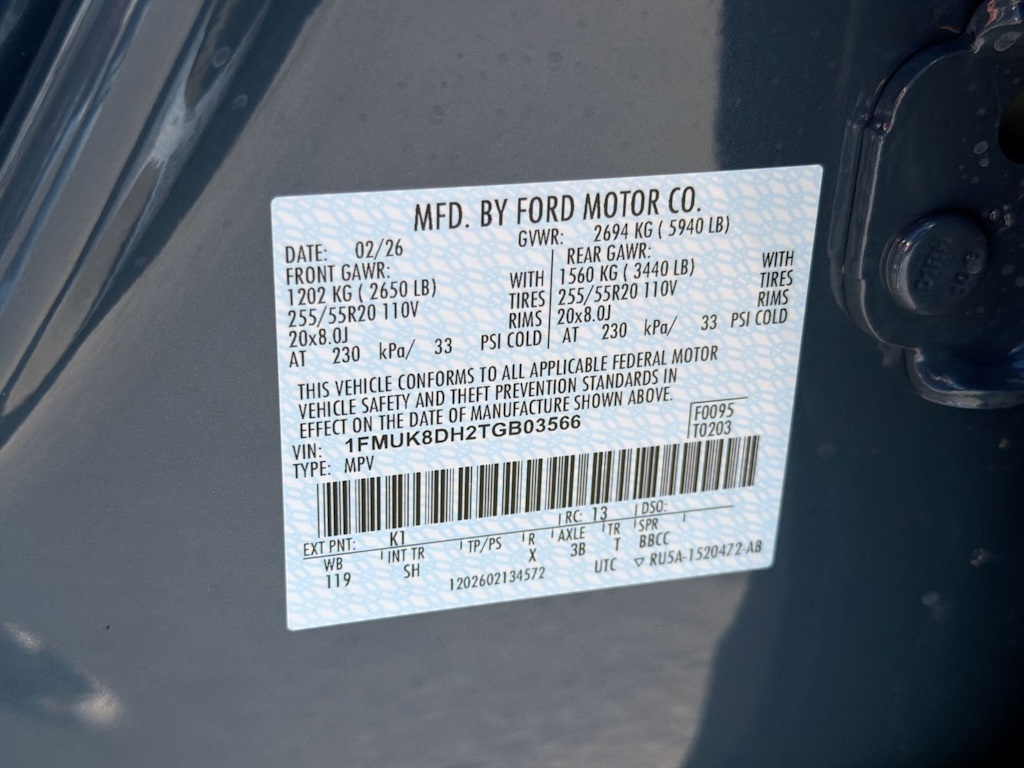 MFD. BY FORD MOTOR CO.
DATE: 02/26 GVWR: 2694 KG ( 5940 LB)
FRONT GAWR: REAR GAWR:
1202 KG ( 2650 LB) WITH 1560 KG ( 3440 LB) WITH
255/55R20 110V TIRES 255/55R20 110V TIRES
20x8.0J RIMS 20x8.0J RIMS
AT 230 kPa/ 33 PSI COLD AT 230 kPa/ 33 PSI COLD
THIS VEHICLE CONFORMS TO ALL APPLICABLE FEDERAL MOTOR
VEHICLE SAFETY AND THEFT PREVENTION STANDARDS IN
EFFECT ON THE DATE OF MANUFACTURE SHOWN ABOVE.
VIN: 1FMUK8DH2TGB03566 F0095
TYPE: MPV T0203
EXT PNT: K1 RC: 13 DSO:
WB INT TR TP/PS R AXLE TR SPR
119 SH X 3B T BBCC
1202602134572 UTC ▽ RU5A-1520472-AB